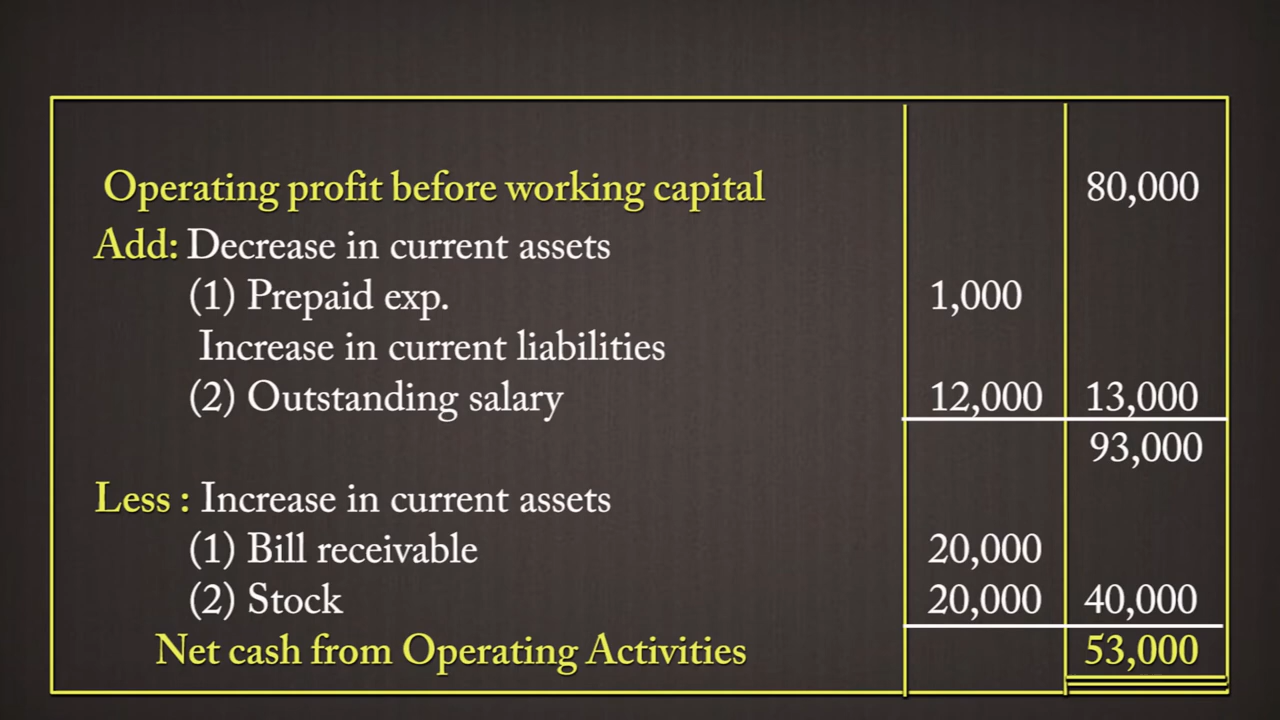 Operating profit before working capital 80,000
Add: Decrease in current assets
(1) Prepaid exp. 1,000
Increase in current liabilities
(2) Outstanding salary 12,000 13,000
93,000
Less : Increase in current assets
(1) Bill receivable 20,000
(2) Stock 20,000 40,000
Net cash from Operating Activities 53,000